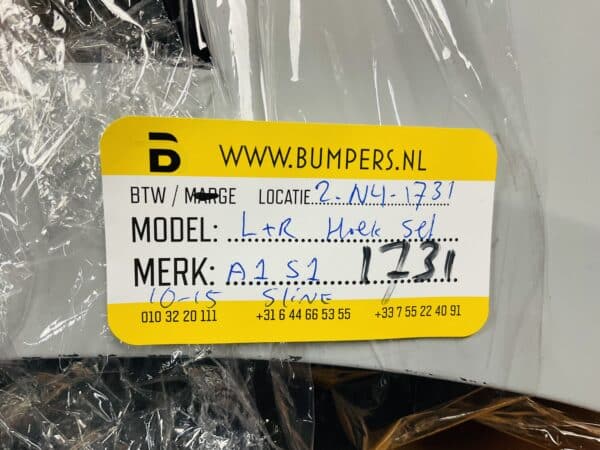 B WWW.BUMPERS.NL
BTW / MARGE LOCATIE 2-N4-1731
MODEL: L+R Hoek set
MERK: A1 S1 1731
10-15 Sline
010 32 20 111 +31 6 44 66 53 55 +33 7 55 22 40 91